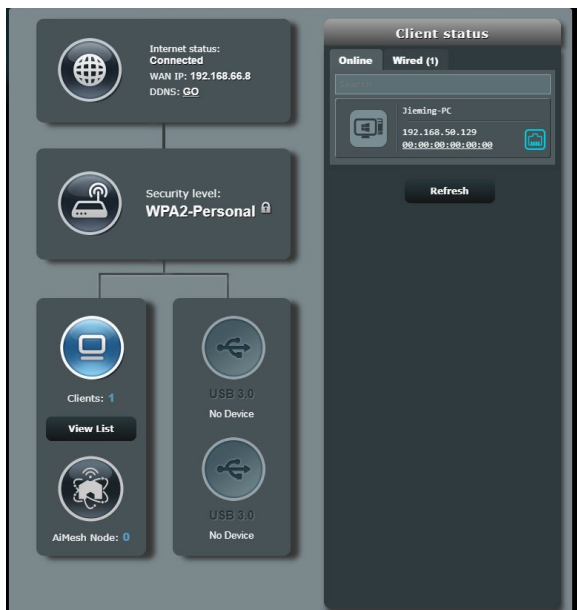 Internet status:
Connected
WAN IP: 192.168.66.8
DDNS: GO
Security level:
WPA2-Personal
Clients: 1
View List
AiMesh Node: 0
USB 3.0
No Device
USB 3.0
No Device
Client status
Online Wired (1)
Search
Jieming-PC
192.168.50.129
00:00:00:00:00:00
Refresh